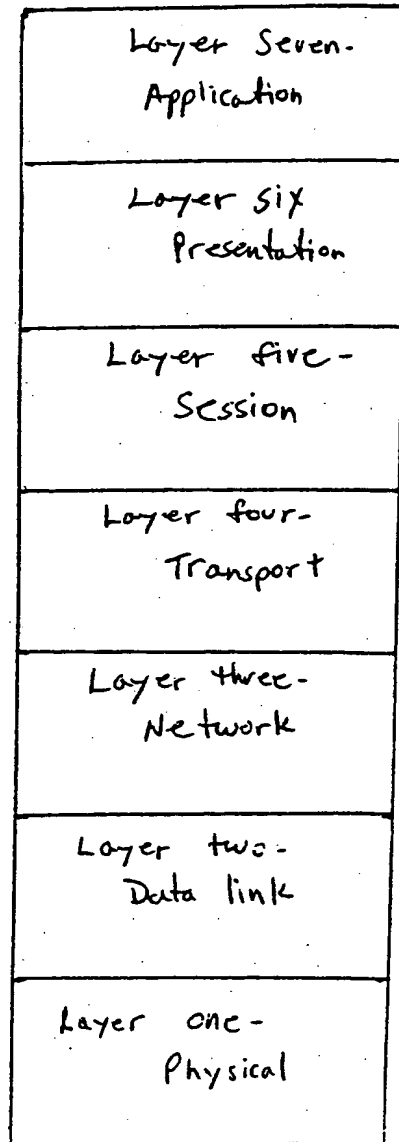 Layer Seven-
Application
Layer six
Presentation
Layer five-
Session
Layer four-
Transport
Layer three-
Network
Layer two-
Data link
Layer one-
Physical